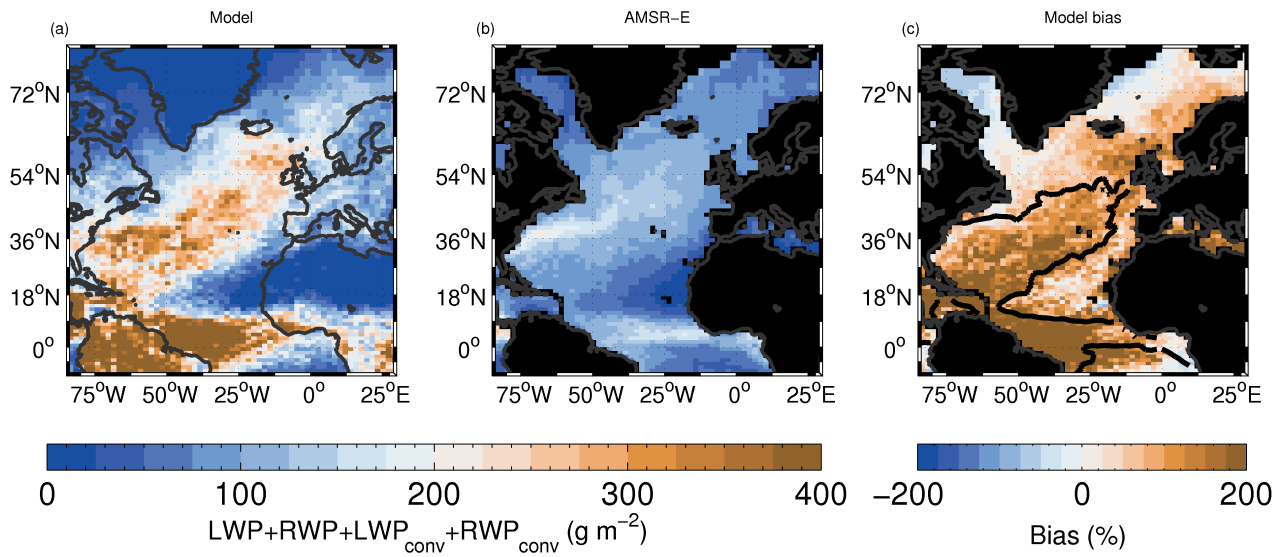 (a) Model
(b) AMSR−E
(c) Model bias
72°N
54°N
36°N
18°N
0°
75°W 50°W 25°W 0° 25°E
72°N
54°N
36°N
18°N
0°
75°W 50°W 25°W 0° 25°E
72°N
54°N
36°N
18°N
0°
75°W 50°W 25°W 0° 25°E
0 100 200 300 400
LWP+RWP+LWP_conv+RWP_conv (g m⁻²)
−200 0 200
Bias (%)